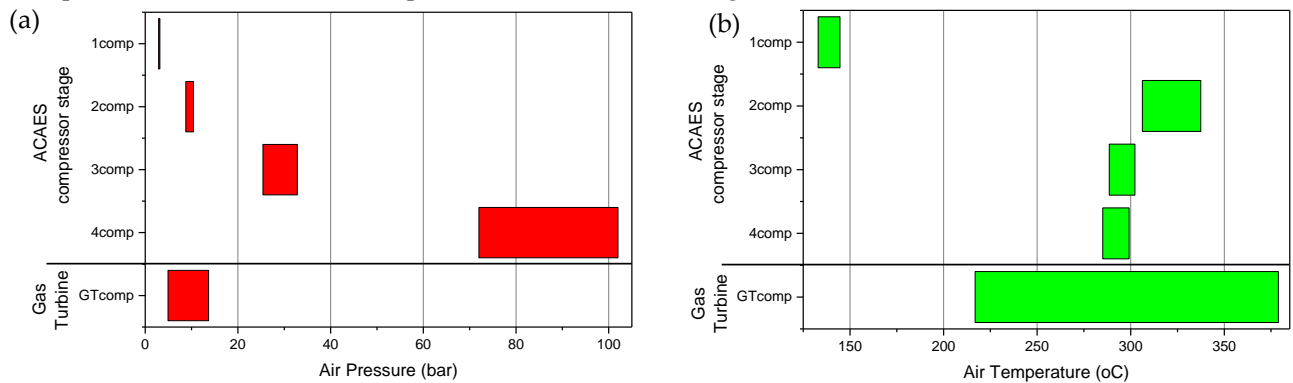 (a)
1comp
2comp
3comp
4comp
GTcomp
ACAES
compressor stage
Gas
Turbine
0
20
40
60
80
100
Air Pressure (bar)
(b)
1comp
2comp
3comp
4comp
GTcomp
ACAES
compressor stage
Gas
Turbine
150
200
250
300
350
Air Temperature (oC)